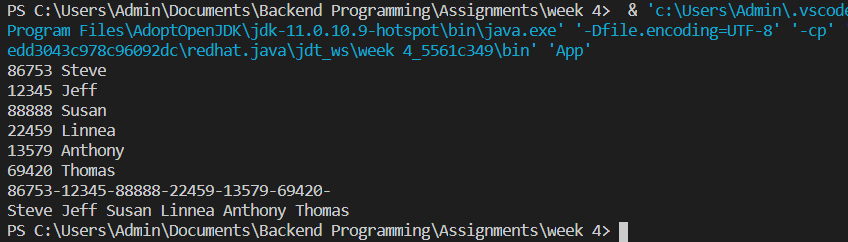 PS C:\Users\Admin\Documents\Backend Programming\Assignments\week 4>  & 'c:\Users\Admin\.vscode
Program Files\AdoptOpenJDK\jdk-11.0.10.9-hotspot\bin\java.exe' '-Dfile.encoding=UTF-8' '-cp'
edd3043c978c96092dc\redhat.java\jdt_ws\week 4_5561c349\bin' 'App'
86753 Steve
12345 Jeff
88888 Susan
22459 Linnea
13579 Anthony
69420 Thomas
86753-12345-88888-22459-13579-69420-
Steve Jeff Susan Linnea Anthony Thomas
PS C:\Users\Admin\Documents\Backend Programming\Assignments\week 4>